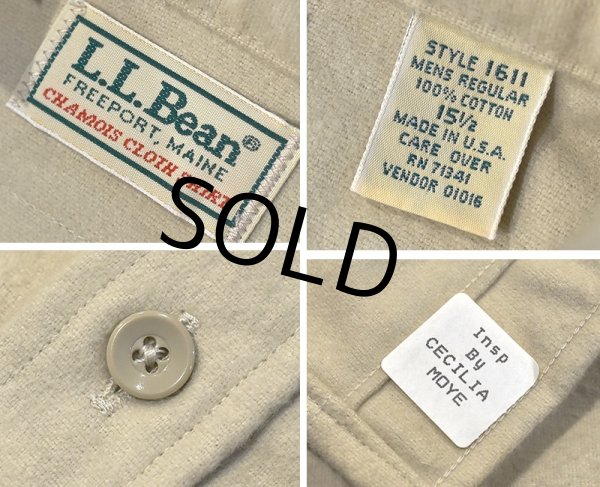 L.L.Bean®
FREEPORT, MAINE
CHAMOIS CLOTH SHIRT
STYLE 1611
MENS REGULAR
100% COTTON
15½
MADE IN U.S.A.
CARE OVER
RN 71341
VENDOR 01016
SOLD
Insp
By
CECILIA
MOYE